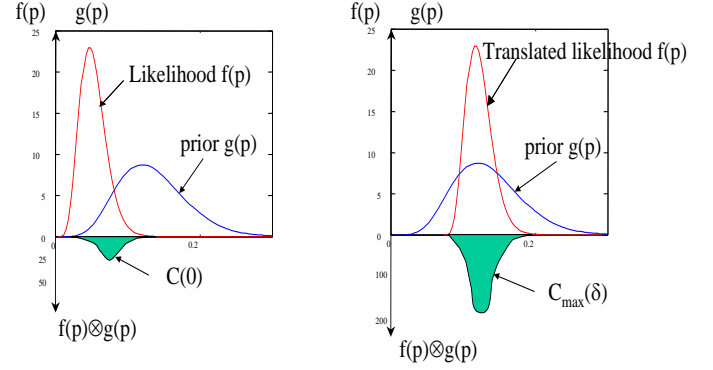 f(p) g(p)
25
20
15
10
5
0
0
0.2
25
50
Likelihood f(p)
prior g(p)
C(0)
f(p)⊗g(p)
f(p) g(p)
25
20
15
10
5
0
0
0.2
100
200
Translated likelihood f(p)
prior g(p)
Cmax(δ)
f(p)⊗g(p)